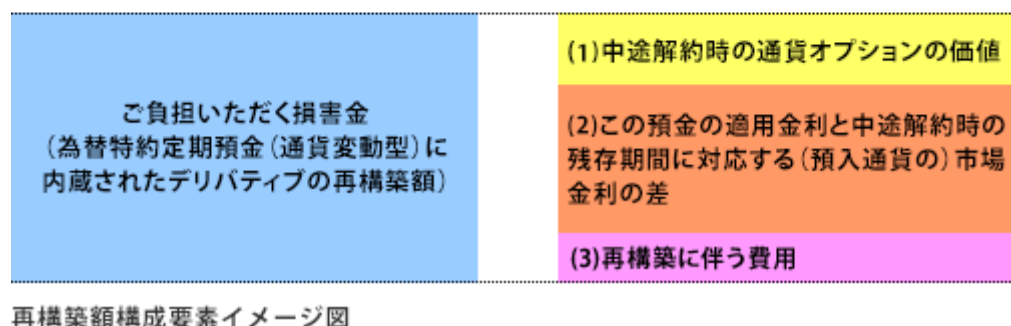 ご負担いただく損害金
（為替特約定期預金（通貨変動型）に
内蔵されたデリバティブの再構築額）
(1)中途解約時の通貨オプションの価値
(2)この預金の適用金利と中途解約時の
残存期間に対応する（預入通貨の）市場
金利の差
(3)再構築に伴う費用
再構築額構成要素イメージ図